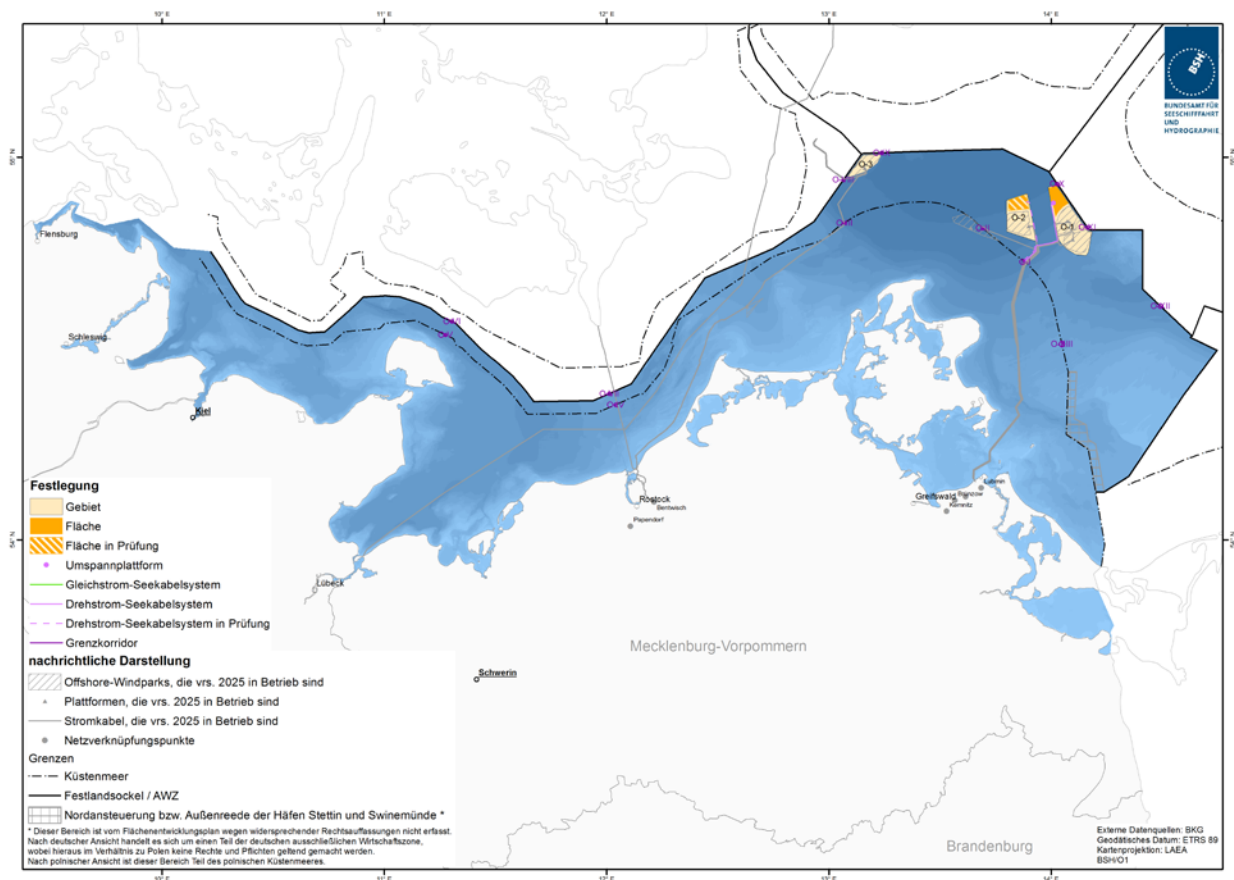 10° E
11° E
12° E
13° E
14° E
BSH
BUNDESAMT FÜR
SEESCHIFFFAHRT
UND
HYDROGRAPHIE
55° N
55° N
O-3
O-2
O-1
Flensburg
Schleswig
Kiel
Rostock
Bentwisch
Papendorf
Greifswald
Lubmin
Kemnitz
Lübeck
54° N
54° N
Mecklenburg-Vorpommern
Schwerin
Brandenburg
Festlegung
Gebiet
Fläche
Fläche in Prüfung
Umspannplattform
Gleichstrom-Seekabelsystem
Drehstrom-Seekabelsystem
Drehstrom-Seekabelsystem in Prüfung
Grenzkorridor
nachrichtliche Darstellung
Offshore-Windparks, die vrs. 2025 in Betrieb sind
Plattformen, die vrs. 2025 in Betrieb sind
Stromkabel, die vrs. 2025 in Betrieb sind
Netzverknüpfungspunkte
Grenzen
Küstenmeer
Festlandsockel / AWZ
Nordansteuerung bzw. Außenreede der Häfen Stettin und Swinemünde *
* Dieser Bereich ist vom Flächenentwicklungsplan wegen widersprechender Rechtsauffassungen nicht erfasst.
Nach deutscher Ansicht handelt es sich um einen Teil der deutschen ausschließlichen Wirtschaftszone,
wobei hieraus im Verhältnis zu Polen keine Rechte und Pflichten geltend gemacht werden.
Nach polnischer Ansicht ist dieser Bereich Teil des polnischen Küstenmeeres.
Externe Datenquellen: BKG
Geodätisches Datum: ETRS 89
Kartenprojektion: LAEA
BSH/O1